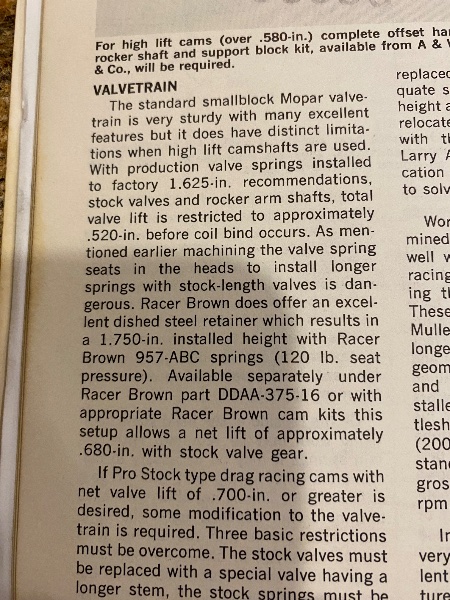 For high lift cams (over .580-in.) complete offset
rocker shaft and support block kit, available from A &
& Co., will be required.
VALVETRAIN
The standard smallblock Mopar valve-
train is very sturdy with many excellent
features but it does have distinct limita-
tions when high lift camshafts are used.
With production valve springs installed
to factory 1.625-in. recommendations,
stock valves and rocker arm shafts, total
valve lift is restricted to approximately
.520-in. before coil bind occurs. As men-
tioned earlier machining the valve spring
seats in the heads to install longer
springs with stock-length valves is dan-
gerous. Racer Brown does offer an excel-
lent dished steel retainer which results in
a 1.750-in. installed height with Racer
Brown 957-ABC springs (120 lb. seat
pressure). Available separately under
Racer Brown part DDAA-375-16 or with
appropriate Racer Brown cam kits this
setup allows a net lift of approximately
.680-in. with stock valve gear.
If Pro Stock type drag racing cams with
net valve lift of .700-in. or greater is
desired, some modification to the valve-
train is required. Three basic restrictions
must be overcome. The stock valves must
be replaced with a special valve having a
longer stem, the stock springs must be
replaced
quate s
height a
relocate
with th
Larry A
cation
to solv
Wor
mined
well w
racing
ing th
These
Mulle
longe
geom
and
stalle
tlesh
(200
stand
gros
rpm
In
very
lent
ture